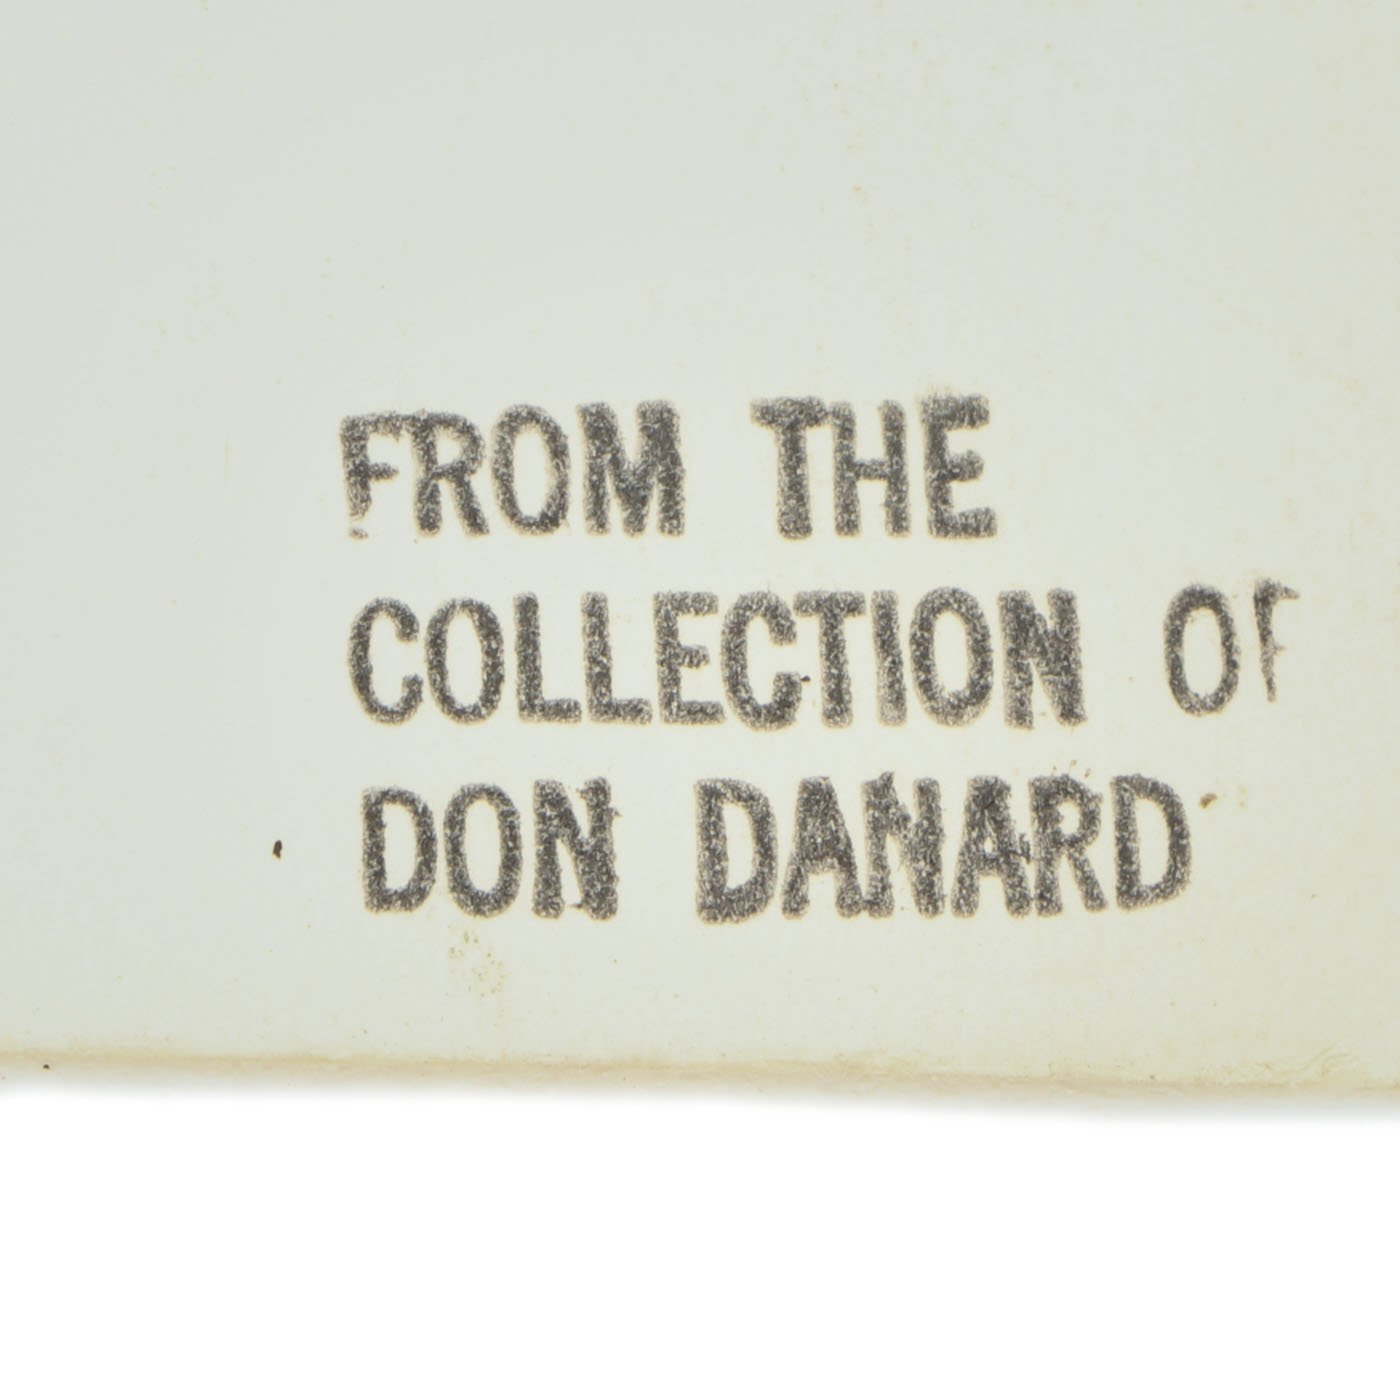 FROM THE
COLLECTION OF
DON DANARD